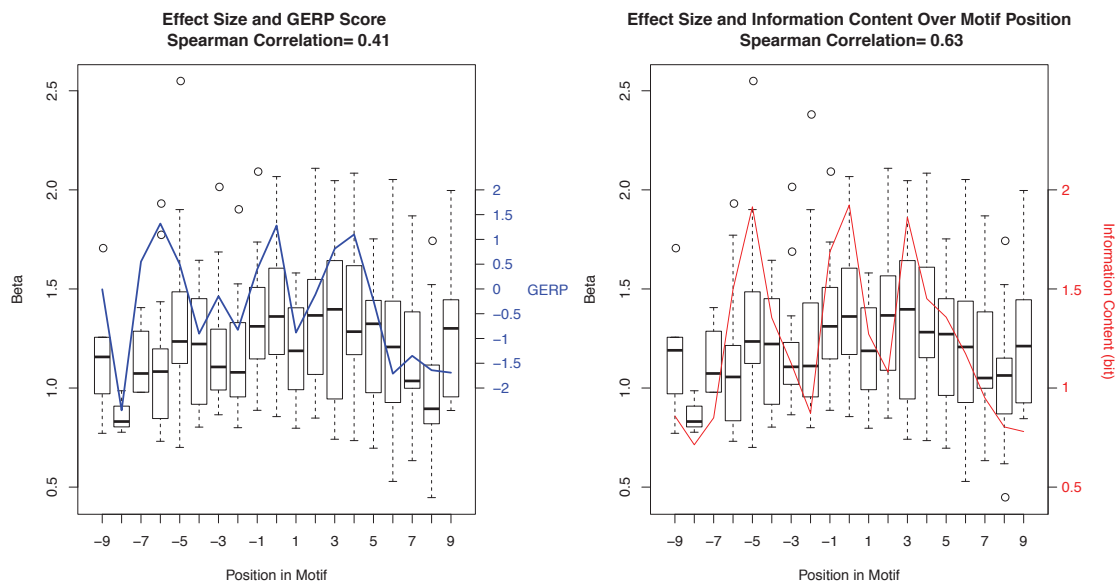 Effect Size and GERP Score
Spearman Correlation= 0.41
2.5
2.0
1.5
1.0
0.5
Beta
2
1.5
1
0.5
0
−0.5
−1
−1.5
−2
GERP
−9 −7 −5 −3 −1 1 3 5 7 9
Position in Motif
Effect Size and Information Content Over Motif Position
Spearman Correlation= 0.63
2.5
2.0
1.5
1.0
0.5
Beta
2
1.5
1
0.5
Information Content (bit)
−9 −7 −5 −3 −1 1 3 5 7 9
Position in Motif